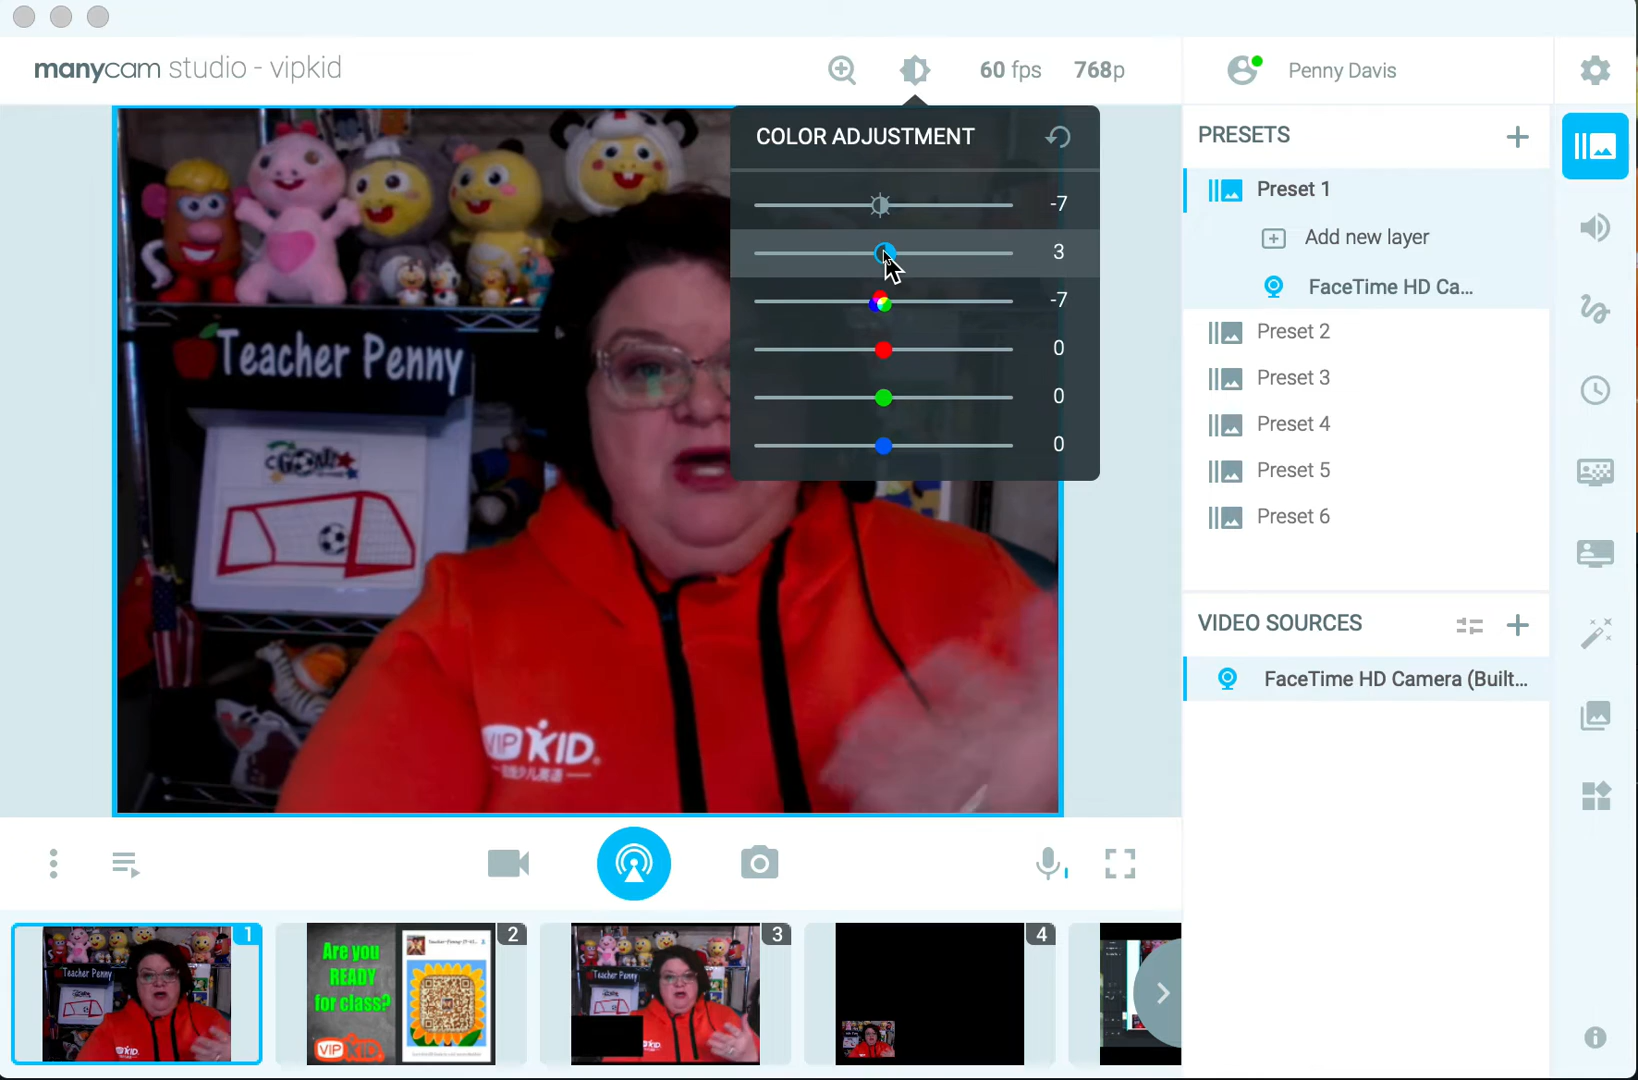 manycam studio - vipkid
60 fps
768p
Penny Davis
COLOR ADJUSTMENT
-7
3
-7
0
0
0
PRESETS
Preset 1
Add new layer
FaceTime HD Ca...
Preset 2
Preset 3
Preset 4
Preset 5
Preset 6
VIDEO SOURCES
FaceTime HD Camera (Built...
Teacher Penny
GOAL!
VIP KID
1
Teacher Penny
2
Are you
READY
for class?
VIPKID
3
Teacher Penny
4